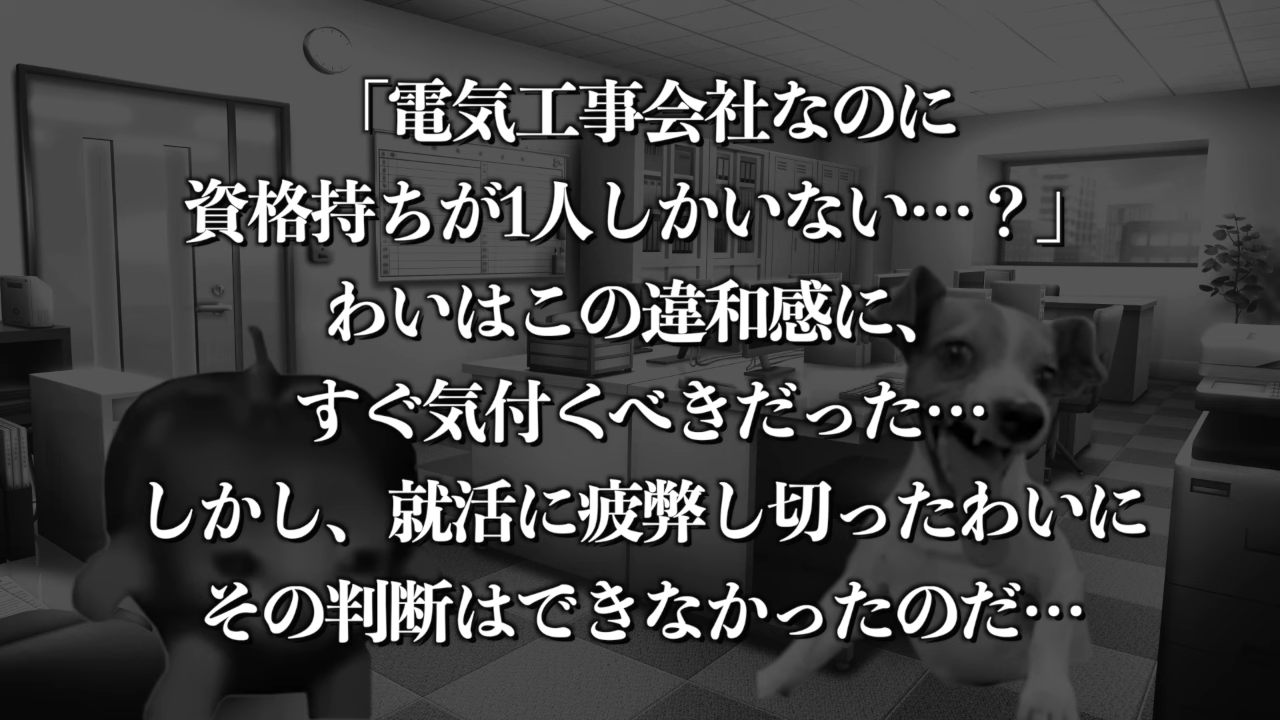 「電気工事会社なのに
資格持ちが1人しかいない…？」
わいはこの違和感に、
すぐ気付くべきだった…
しかし、就活に疲弊し切ったわいに
その判断はできなかったのだ…